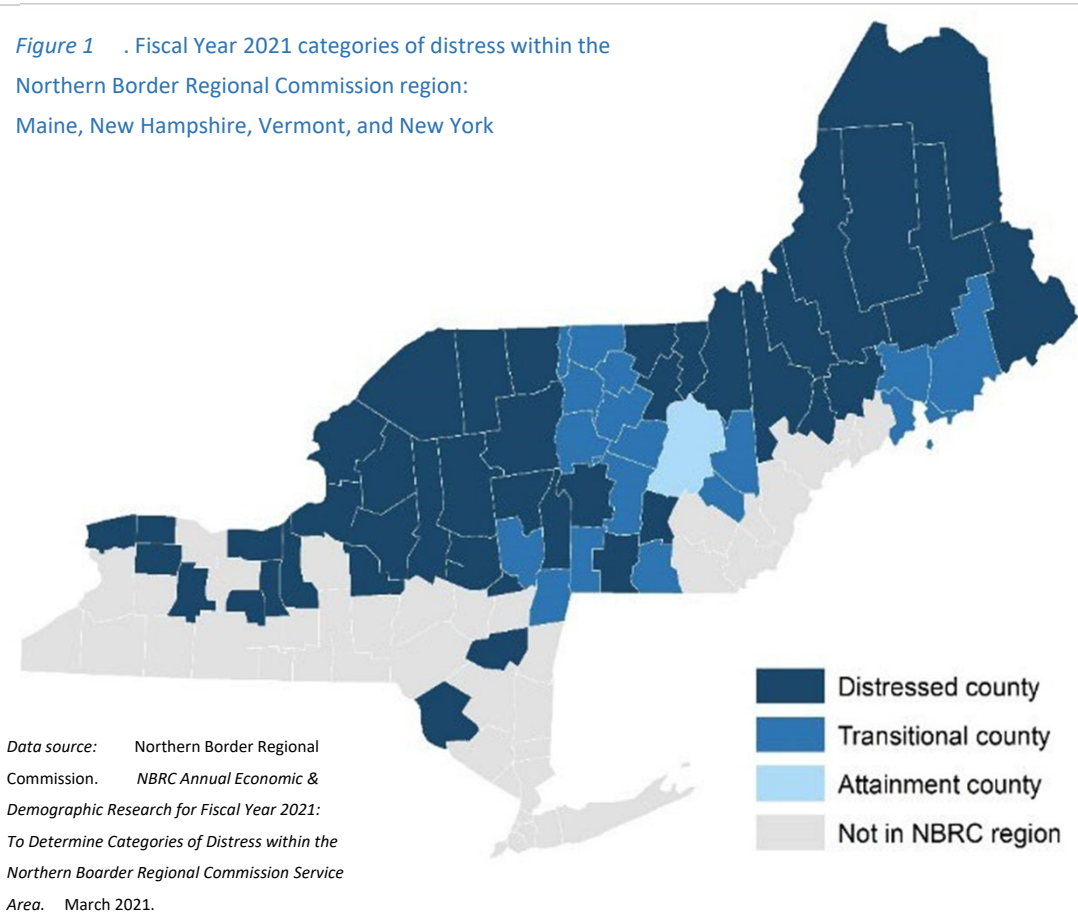 Figure 1 . Fiscal Year 2021 categories of distress within the
Northern Border Regional Commission region:
Maine, New Hampshire, Vermont, and New York
Distressed county
Transitional county
Attainment county
Not in NBRC region
Data source: Northern Border Regional
Commission. NBRC Annual Economic &
Demographic Research for Fiscal Year 2021:
To Determine Categories of Distress within the
Northern Boarder Regional Commission Service
Area. March 2021.